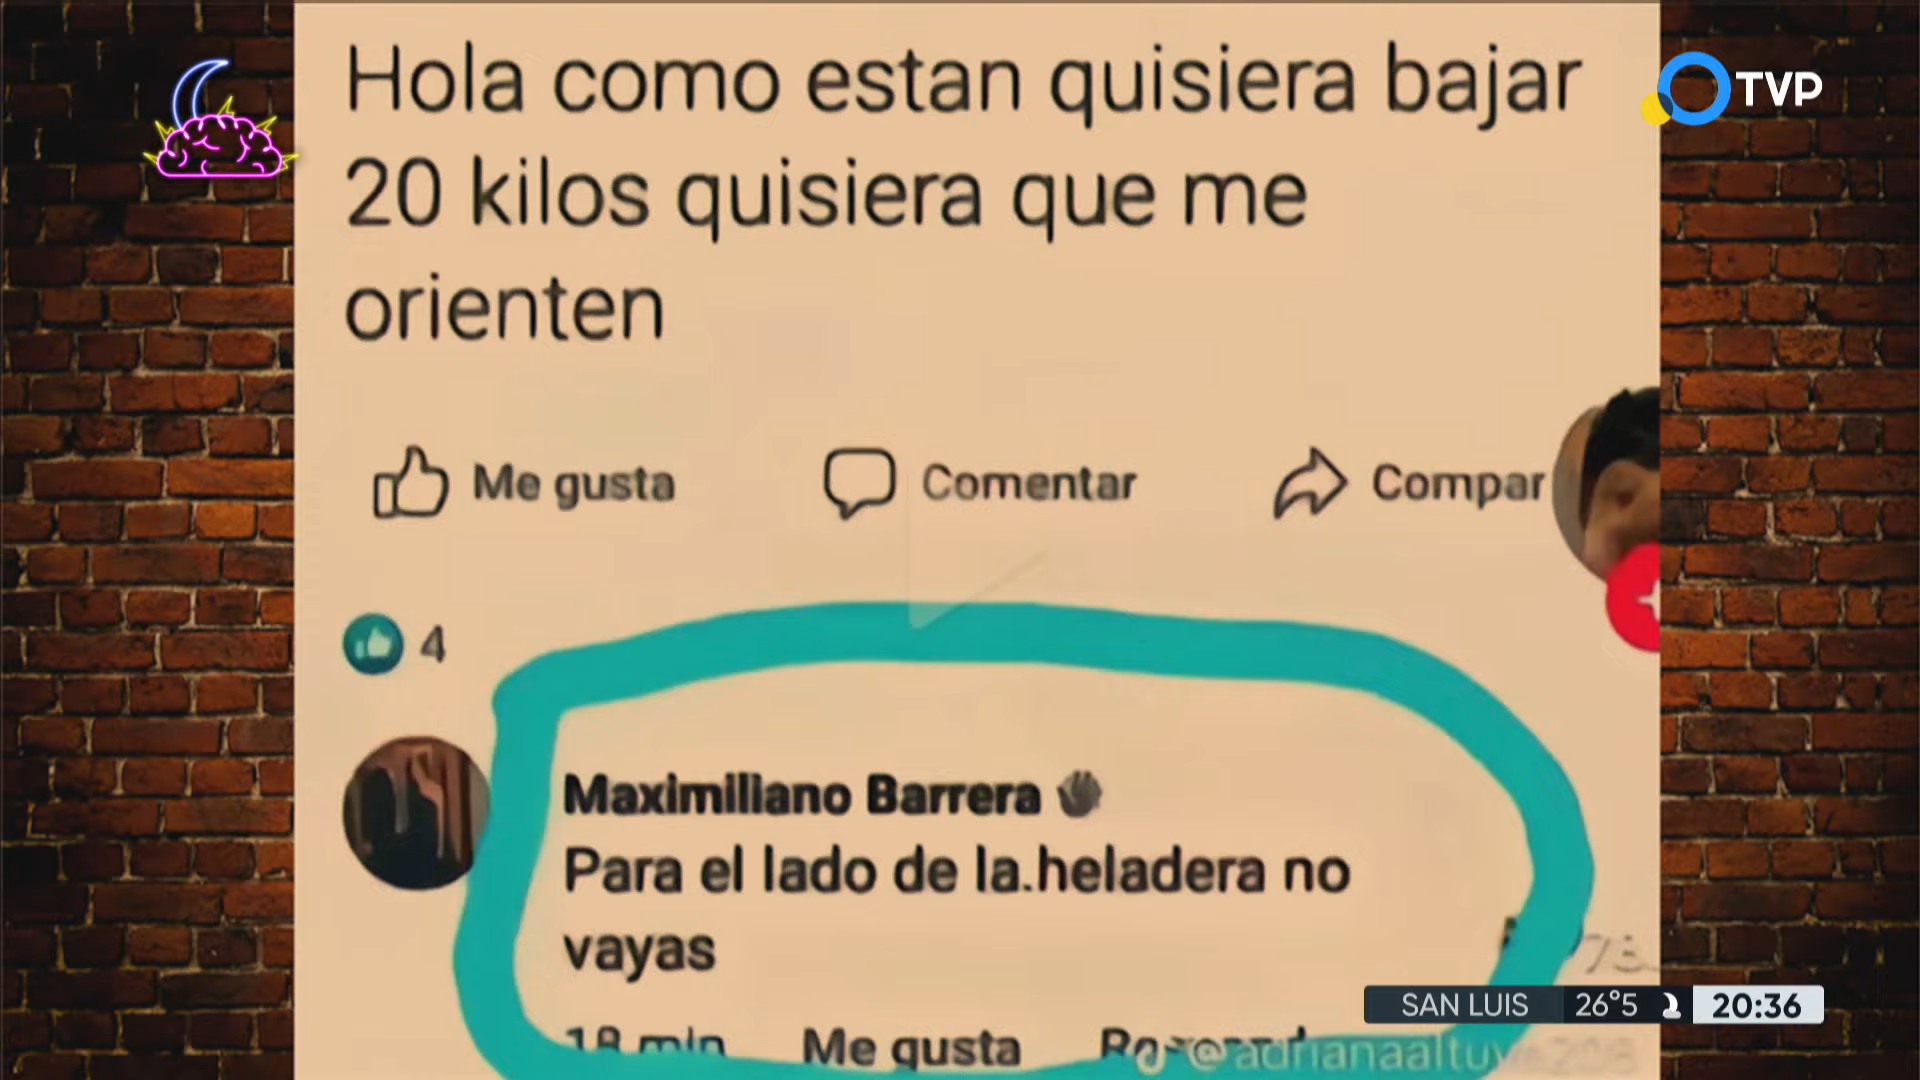 Hola como estan quisiera bajar
20 kilos quisiera que me
orienten
TVP
Me gusta
Comentar
Compar
4
Maximiliano Barrera
Para el lado de la.heladera no
vayas
18 min
Me gusta
SAN LUIS
26°5
20:36